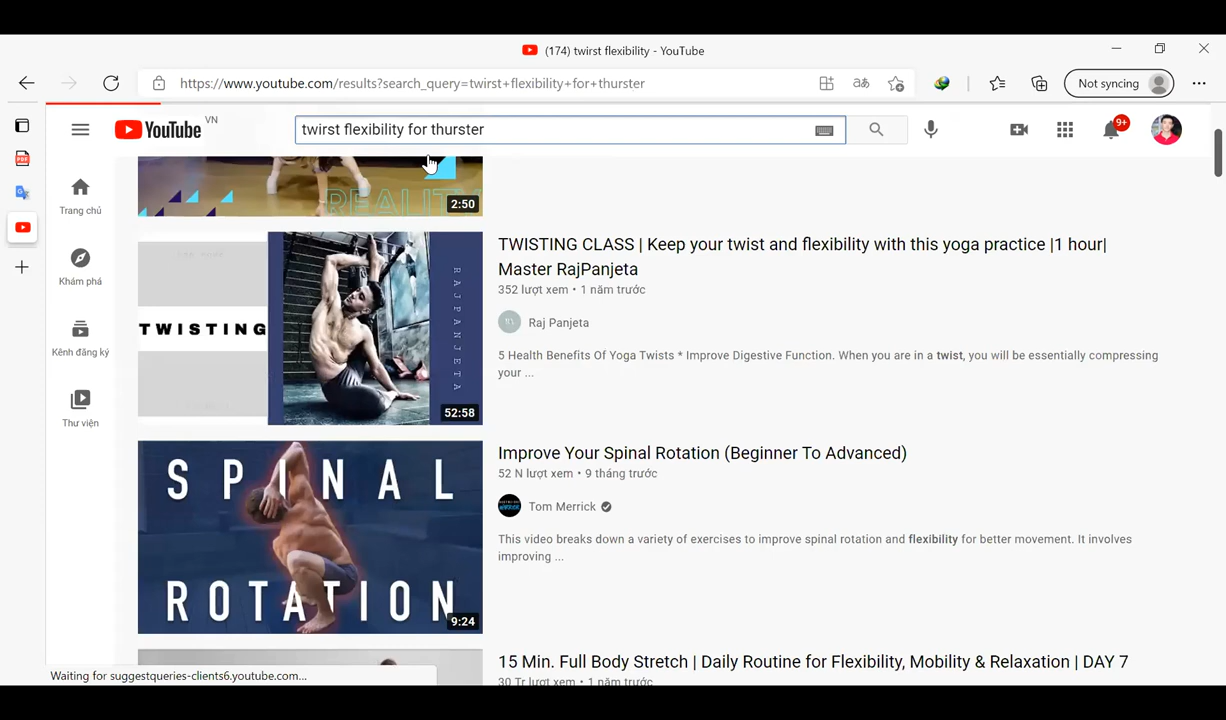 (174) twirst flexibility - YouTube
https://www.youtube.com/results?search_query=twirst+flexibility+for+thurster
Not syncing
YouTube VN
twirst flexibility for thurster
9+
Trang chủ
Khám phá
Kênh đăng ký
Thư viện
REALITY
2:50
TWISTING
RAJPANJETA
52:58
TWISTING CLASS | Keep your twist and flexibility with this yoga practice |1 hour|
Master RajPanjeta
352 lượt xem • 1 năm trước
Raj Panjeta
5 Health Benefits Of Yoga Twists * Improve Digestive Function. When you are in a twist, you will be essentially compressing
your ...
SPINAL
ROTATION
9:24
Improve Your Spinal Rotation (Beginner To Advanced)
52 N lượt xem • 9 tháng trước
Tom Merrick
This video breaks down a variety of exercises to improve spinal rotation and flexibility for better movement. It involves
improving ...
15 Min. Full Body Stretch | Daily Routine for Flexibility, Mobility & Relaxation | DAY 7
30 Tr lượt xem • 1 năm trước
Waiting for suggestqueries-clients6.youtube.com...